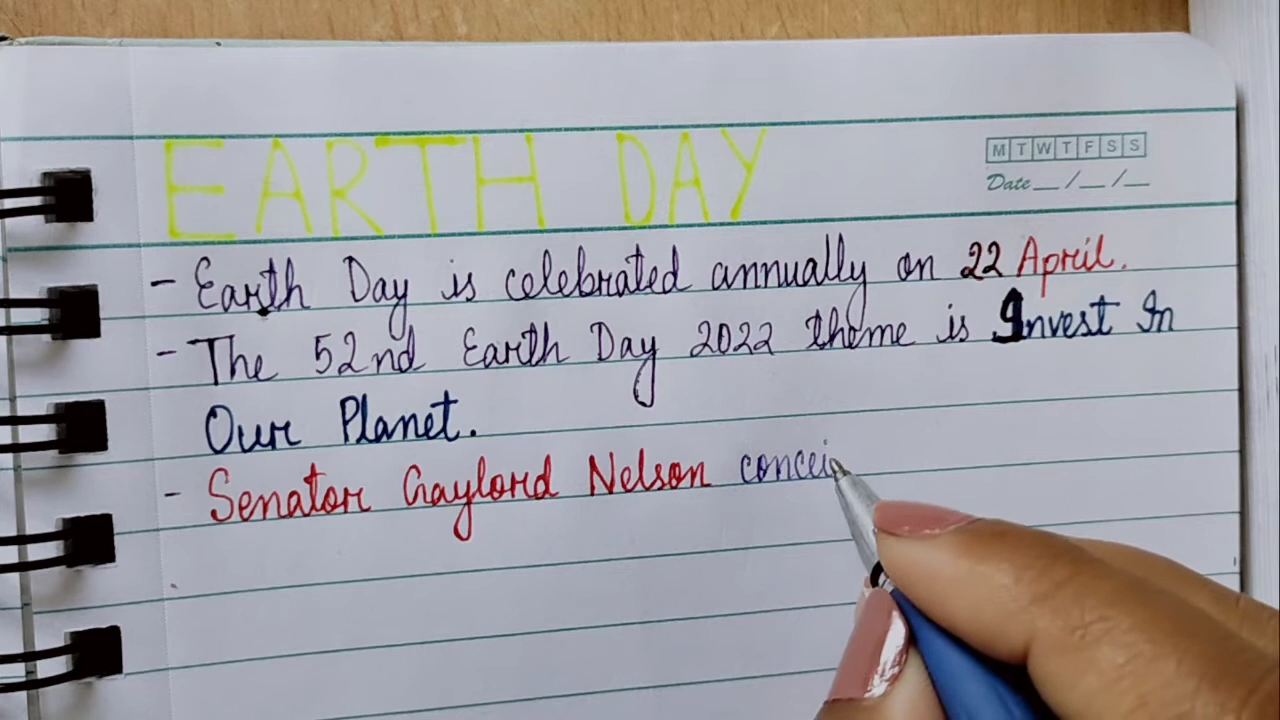 EARTH DAY
M T W T F S S
Date __/__/__
- Earth Day is celebrated annually on 22 April.
- The 52nd Earth Day 2022 theme is Invest In
Our Planet.
- Senator Gaylord Nelson concei